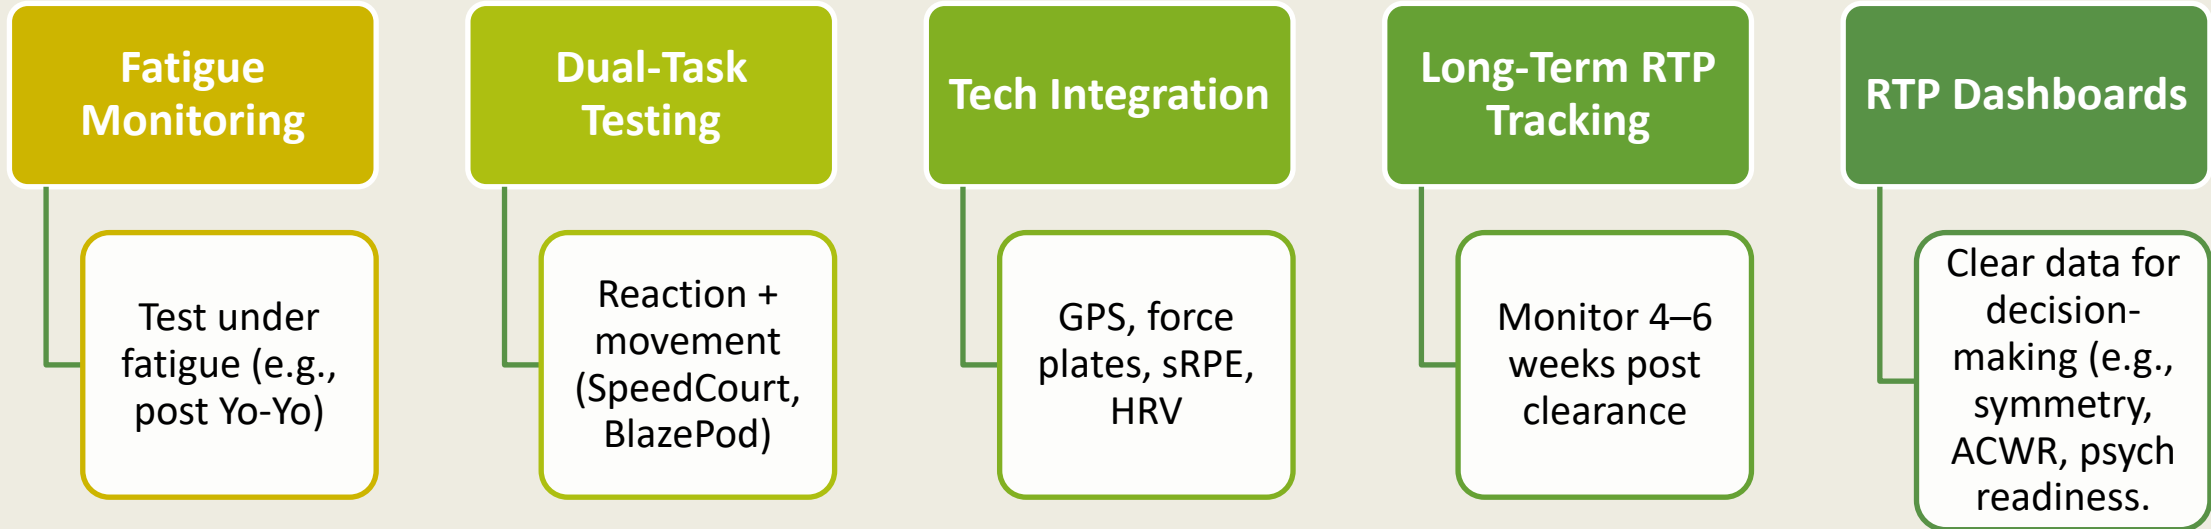 Fatigue
Monitoring
Test under
fatigue (e.g.,
post Yo-Yo)
Dual-Task
Testing
Reaction +
movement
(SpeedCourt,
BlazePod)
Tech Integration
GPS, force
plates, sRPE,
HRV
Long-Term RTP
Tracking
Monitor 4–6
weeks post
clearance
RTP Dashboards
Clear data for
decision-
making (e.g.,
symmetry,
ACWR, psych
readiness.